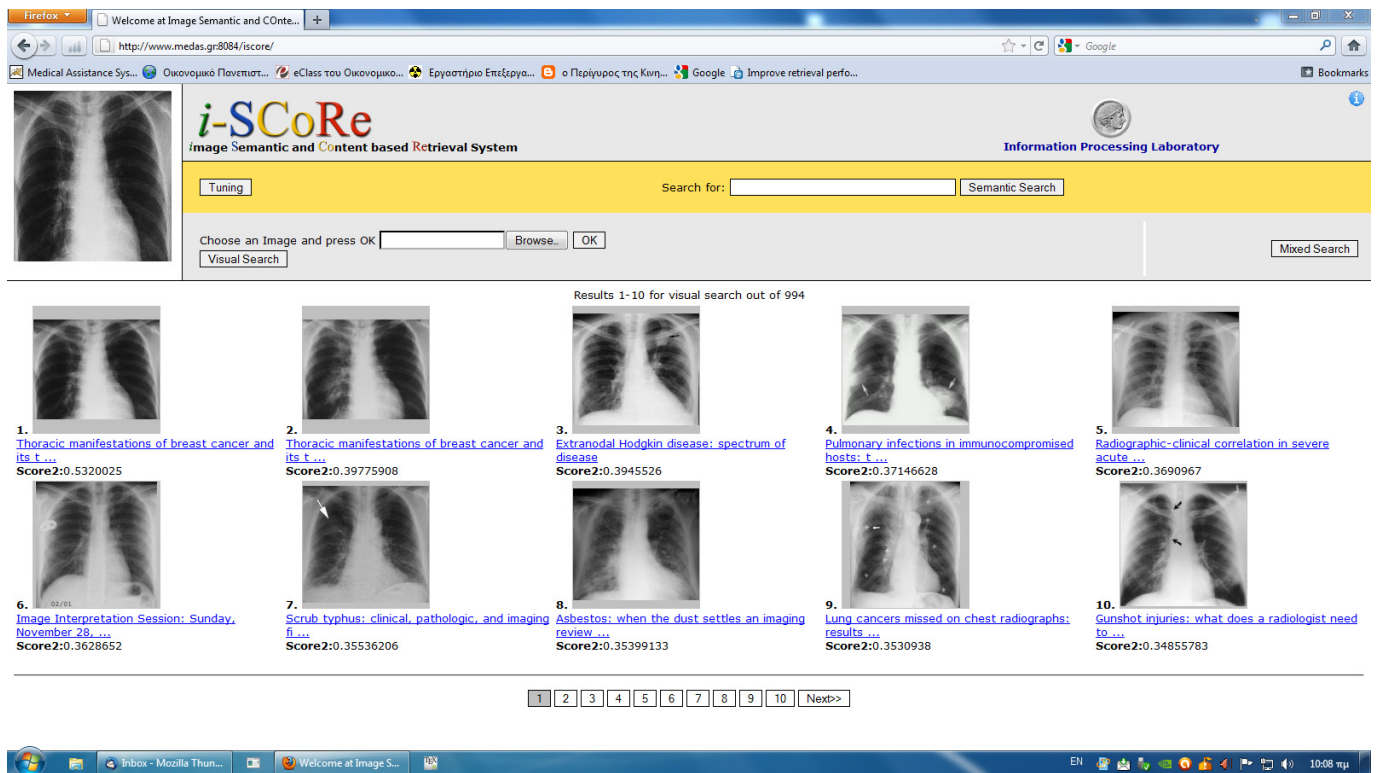 Firefox
Welcome at Image Semantic and COnte...
http://www.medas.gr:8084/iscore/
Google
Medical Assistance Sys... Οικονομικό Πανεπιστ... eClass του Οικονομικο... Εργαστήριο Επεξεργα... ο Περίγυρος της Κινη... Google Improve retrieval perfo... Bookmarks
i-SCoRe
image Semantic and Content based Retrieval System
Information Processing Laboratory
Tuning Search for: Semantic Search
Choose an Image and press OK Browse... OK
Visual Search
Mixed Search
Results 1-10 for visual search out of 994
1. 2. 3. 4. 5.
Thoracic manifestations of breast cancer and its t ...
Score2:0.5320025
Thoracic manifestations of breast cancer and its t ...
Score2:0.39775908
Extranodal Hodgkin disease: spectrum of disease
Score2:0.3945526
Pulmonary infections in immunocompromised hosts: t ...
Score2:0.37146628
Radiographic-clinical correlation in severe acute ...
Score2:0.3690967
02/01
6. 7. 8. 9. 10.
Image Interpretation Session: Sunday, November 28, ...
Score2:0.3628652
Scrub typhus: clinical, pathologic, and imaging fi ...
Score2:0.35536206
Asbestos: when the dust settles an imaging review ...
Score2:0.35399133
Lung cancers missed on chest radiographs: results ...
Score2:0.3530938
Gunshot injuries: what does a radiologist need to ...
Score2:0.34855783
1 2 3 4 5 6 7 8 9 10 Next>>
Inbox - Mozilla Thun... Welcome at Image S... EN 10:08 πμ